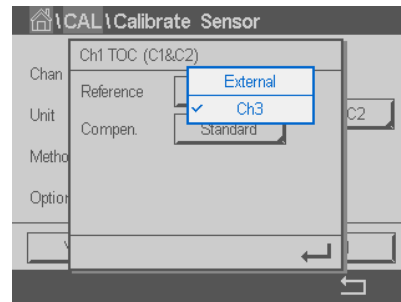 \CAL \Calibrate Sensor
Ch1 TOC (C1&C2)
Chan
Reference
External
✓ Ch3
Unit
C2
Compen.
Standard
Metho
Option